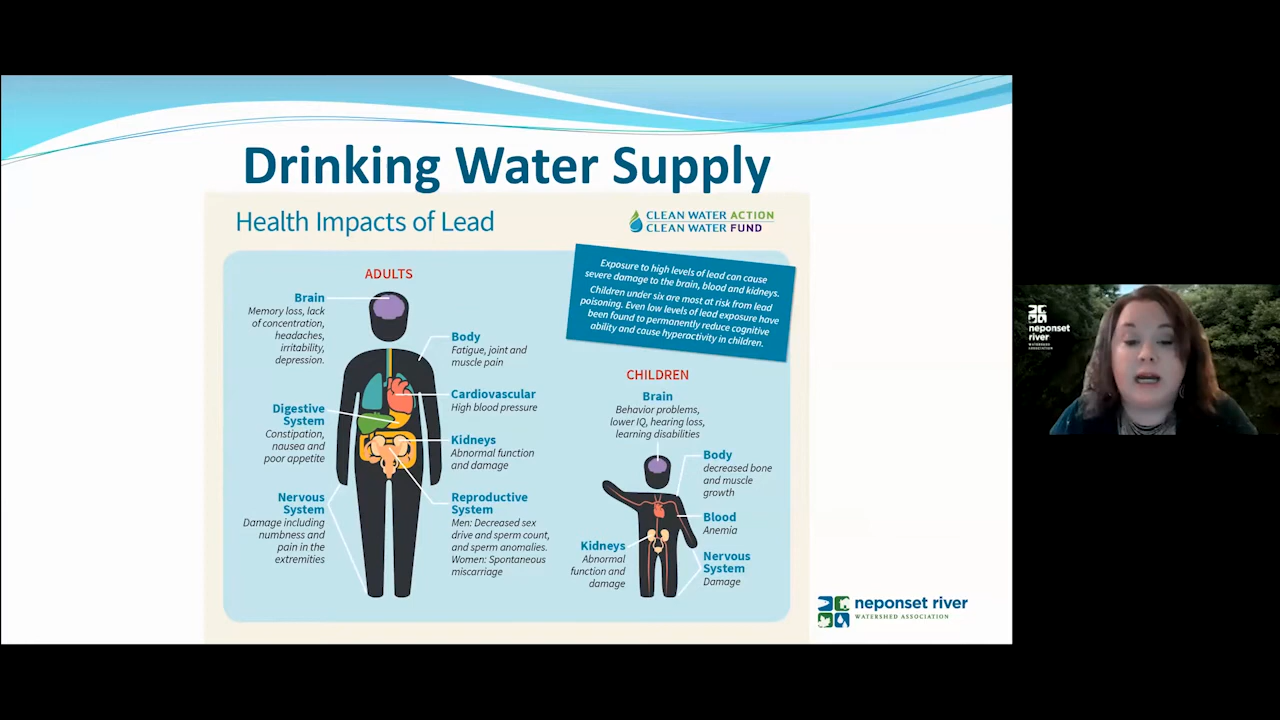 Drinking Water Supply
Health Impacts of Lead
CLEAN WATER ACTION
CLEAN WATER FUND
Exposure to high levels of lead can cause
severe damage to the brain, blood and kidneys.
Children under six are most at risk from lead
poisoning. Even low levels of lead exposure have
been found to permanently reduce cognitive
ability and cause hyperactivity in children.
ADULTS
Brain
Memory loss, lack
of concentration,
headaches,
irritability,
depression.
Digestive
System
Constipation,
nausea and
poor appetite
Nervous
System
Damage including
numbness and
pain in the
extremities
Body
Fatigue, joint and
muscle pain
Cardiovascular
High blood pressure
Kidneys
Abnormal function
and damage
Reproductive
System
Men: Decreased sex
drive and sperm count,
and sperm anomalies.
Women: Spontaneous
miscarriage
CHILDREN
Brain
Behavior problems,
lower IQ, hearing loss,
learning disabilities
Body
decreased bone
and muscle
growth
Blood
Anemia
Kidneys
Abnormal
function and
damage
Nervous
System
Damage
neponset river
WATERSHED ASSOCIATION
neponset
river
WATERSHED
ASSOCIATION